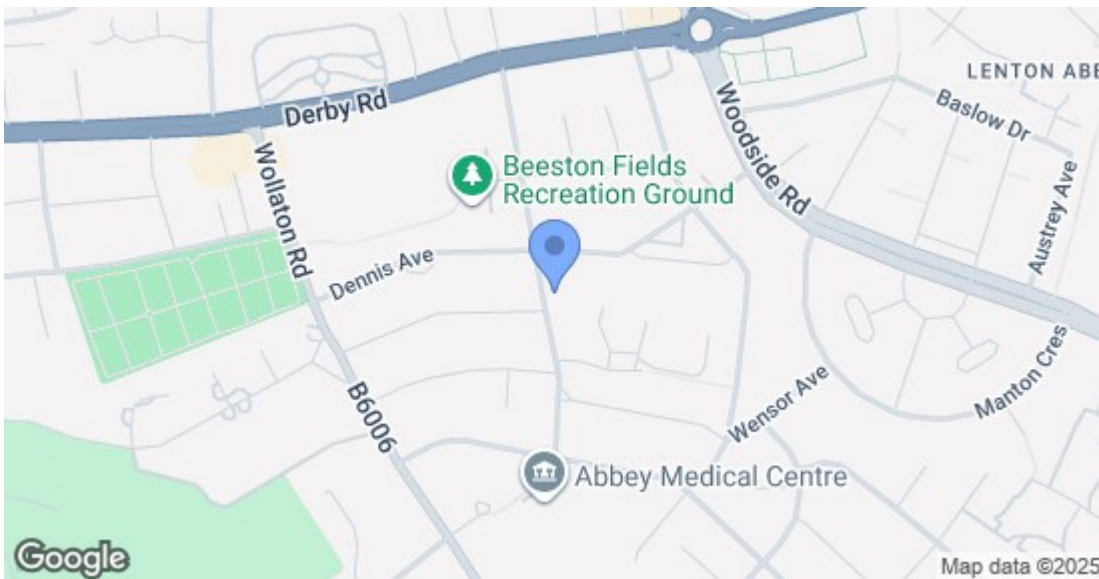 LENTON ABB
Derby Rd
Woodside Rd
Baslow Dr
Beeston Fields
Recreation Ground
Wollaton Rd
Austrey Ave
Dennis Ave
Manton Cres
B6006
Wensor Ave
Abbey Medical Centre
Google
Map data ©2025